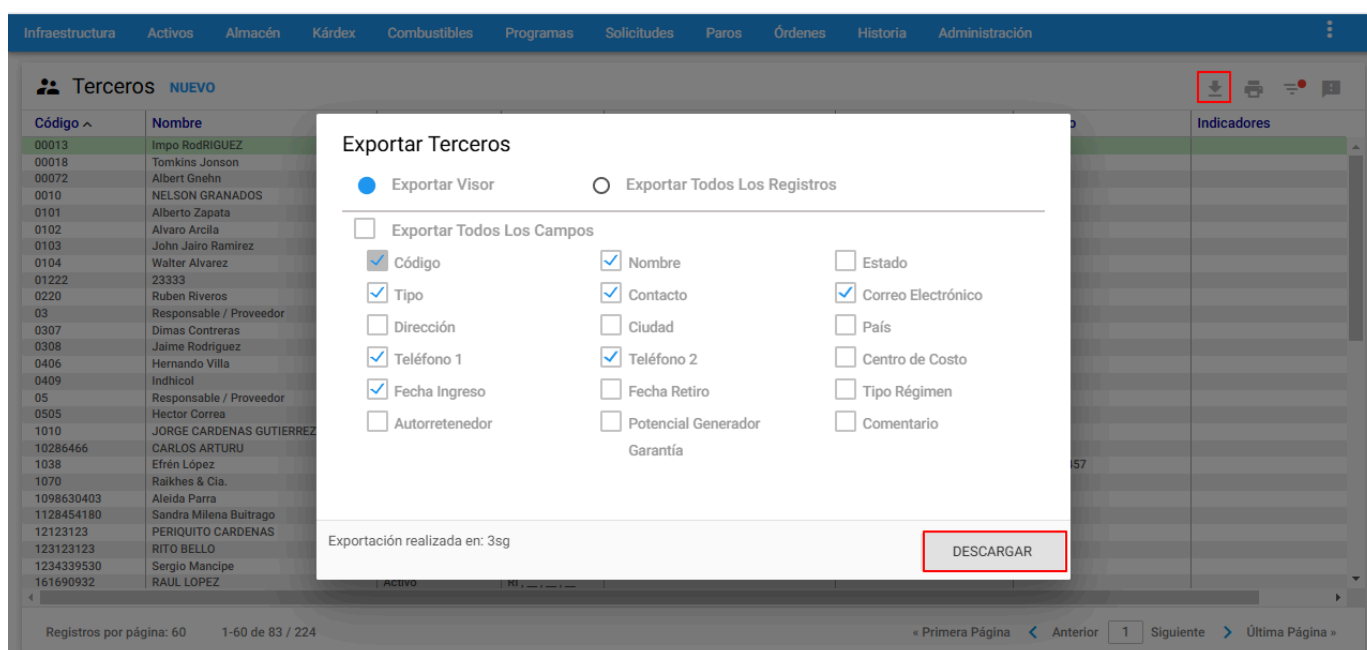 Infraestructura Activos Almacén Kárdex Combustibles Programas Solicitudes Paros Órdenes Historia Administración
Terceros NUEVO
Código Nombre Indicadores
00013 Impo RodRIGUEZ
00018 Tomkins Jonson
00072 Albert Gnehn
0010 NELSON GRANADOS
0101 Alberto Zapata
0102 Alvaro Arcila
0103 John Jairo Ramirez
0104 Walter Alvarez
01222 23333
0220 Ruben Riveros
03 Responsable / Proveedor
0307 Dimas Contreras
0308 Jaime Rodriguez
0406 Hernando Villa
0409 Indhicol
05 Responsable / Proveedor
0505 Hector Correa
1010 JORGE CARDENAS GUTIERREZ
10286466 CARLOS ARTURU
1038 Efrén López
1070 Raikhes & Cia.
1098630403 Aleida Parra
1128454180 Sandra Milena Buitrago
12123123 PERIQUITO CARDENAS
123123123 RITO BELLO
1234339530 Sergio Mancipe
161690932 RAUL LOPEZ Activo
Exportar Terceros
Exportar Visor Exportar Todos Los Registros
Exportar Todos Los Campos
Código Nombre Estado
Tipo Contacto Correo Electrónico
Dirección Ciudad País
Teléfono 1 Teléfono 2 Centro de Costo
Fecha Ingreso Fecha Retiro Tipo Régimen
Autorretenedor Potencial Generador Comentario
Garantía
Exportación realizada en: 3sg
DESCARGAR
Registros por página: 60 1-60 de 83 / 224 « Primera Página Anterior 1 Siguiente Última Página »